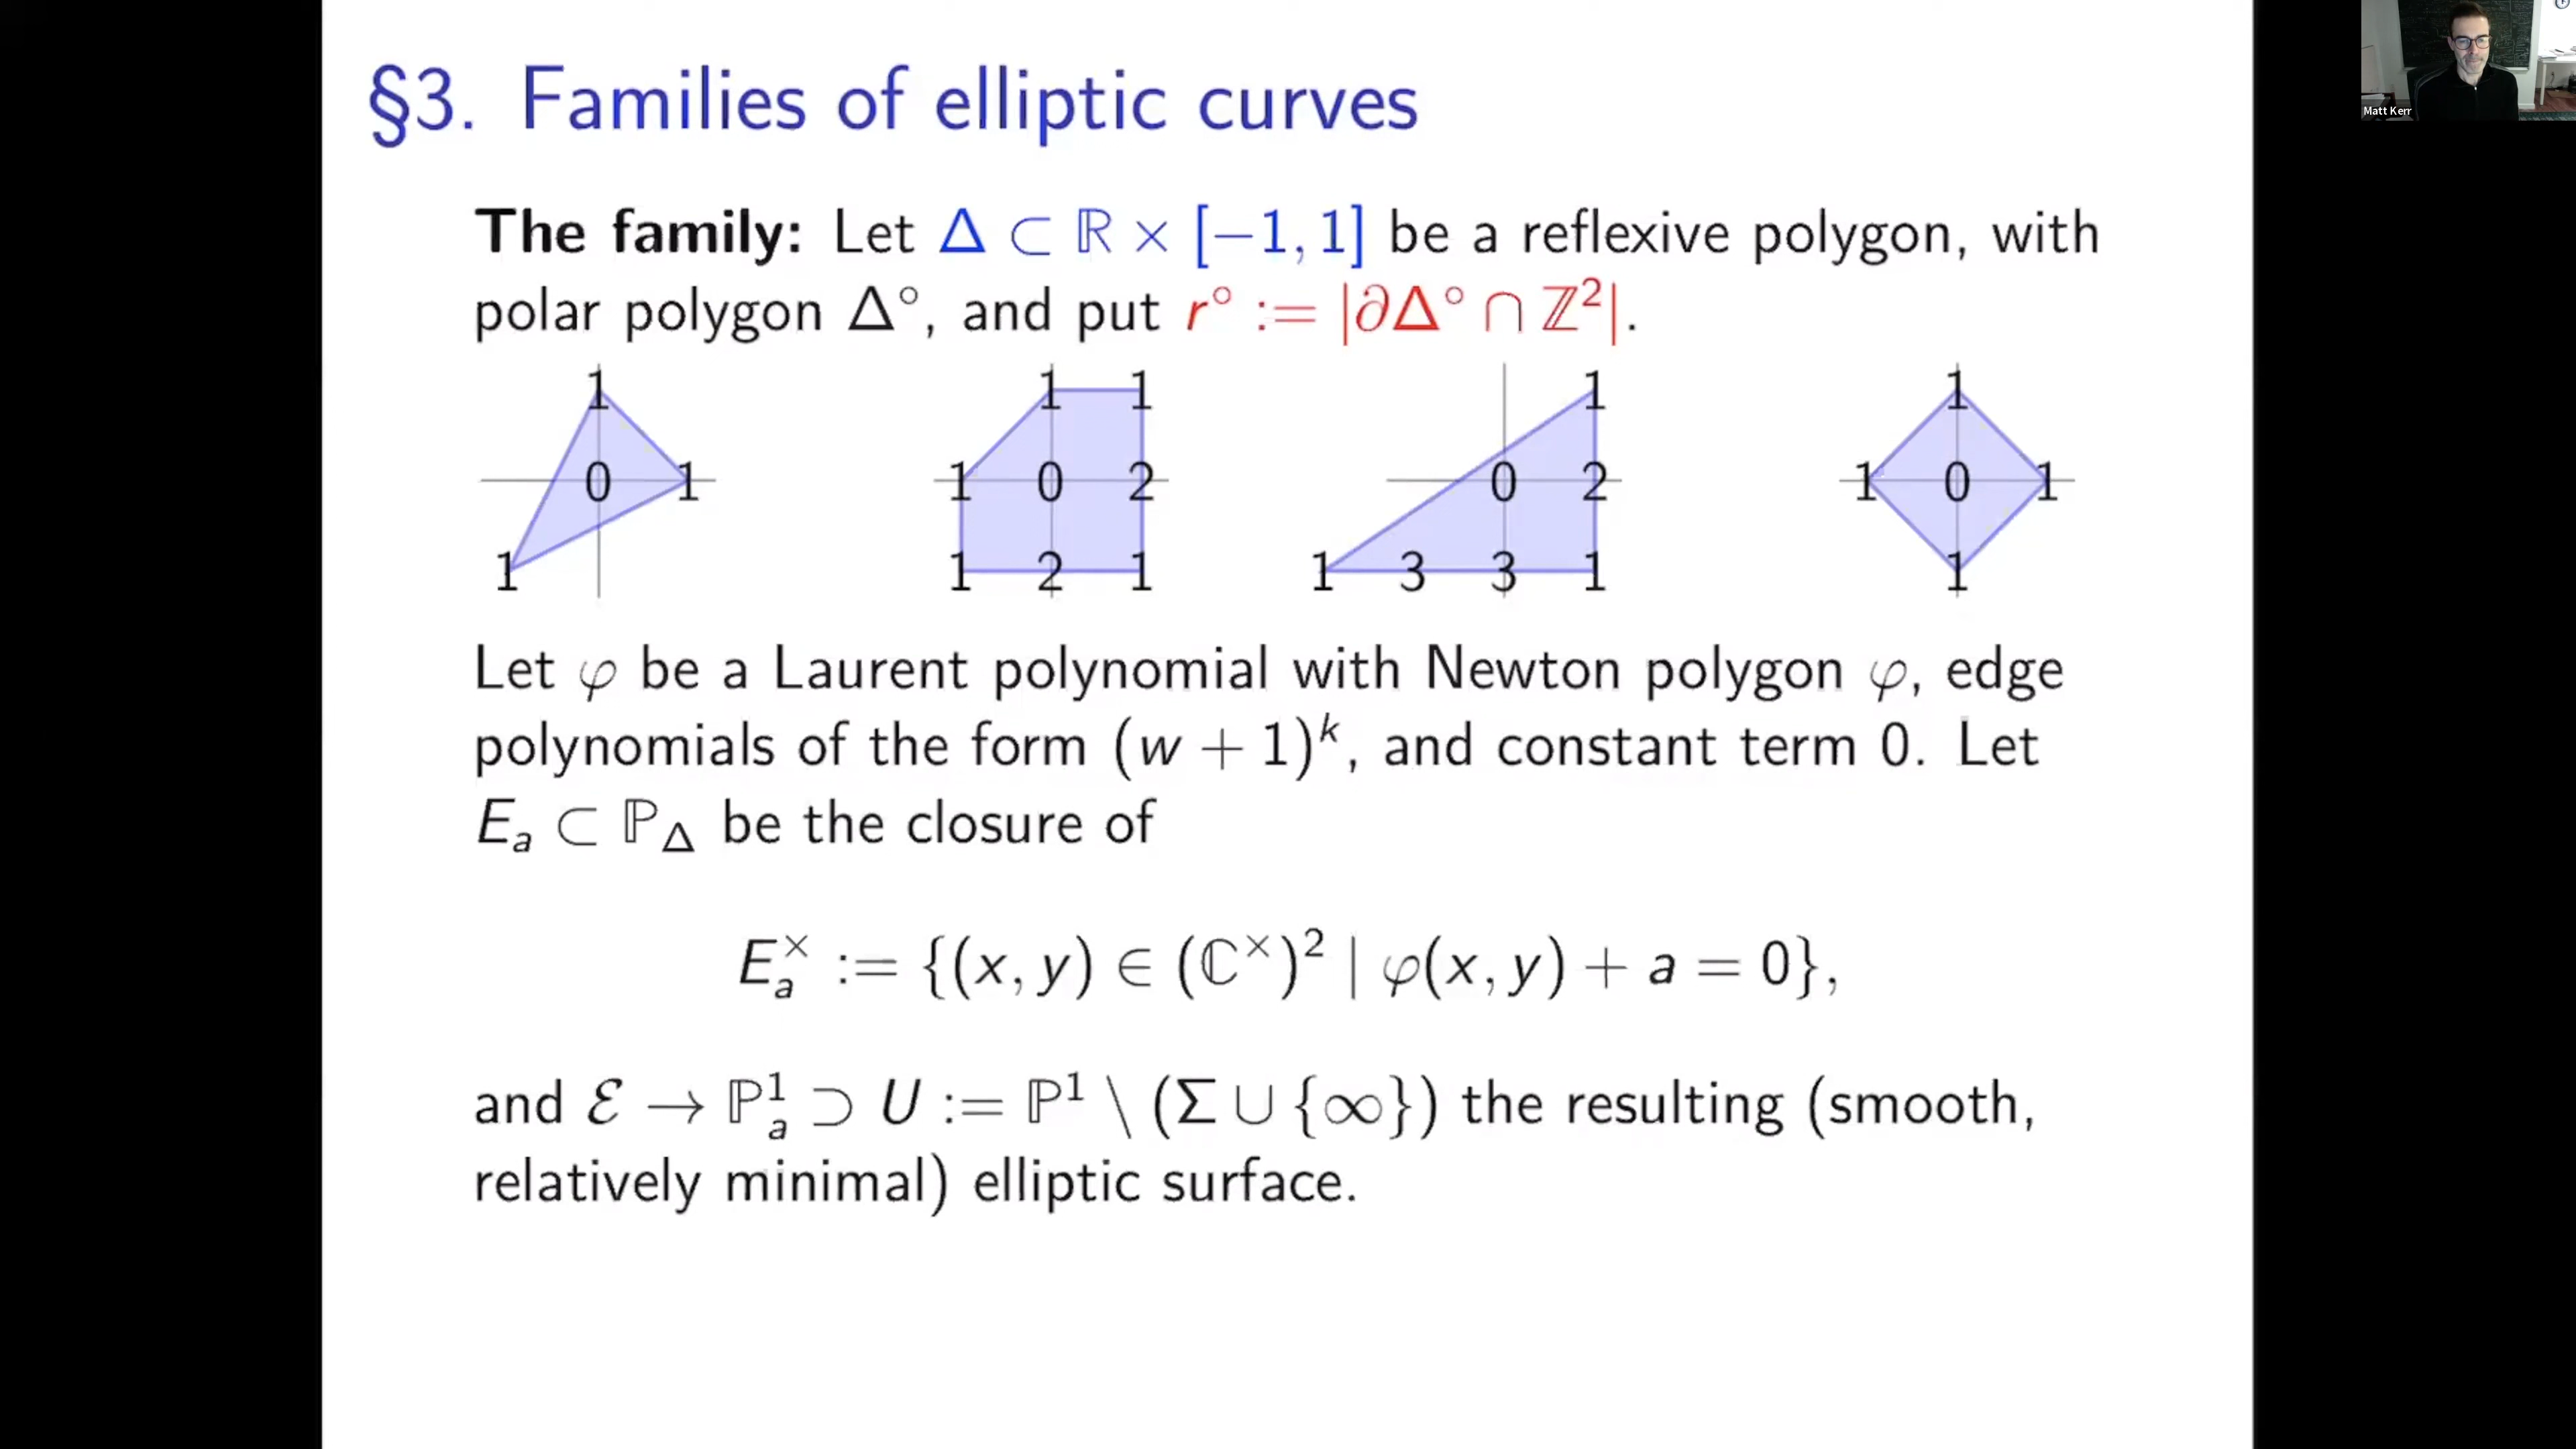 §3. Families of elliptic curves
Matt Kerr
The family: Let Δ ⊂ ℝ × [−1, 1] be a reflexive polygon, with
polar polygon Δ°, and put r° := |∂Δ° ∩ ℤ²|.
1 1 1 1 1
0 1 1 0 2 0 2 1 0 1
1 1 2 1 1 3 3 1 1
Let φ be a Laurent polynomial with Newton polygon φ, edge
polynomials of the form (w + 1)ᵏ, and constant term 0. Let
Eₐ ⊂ ℙ_Δ be the closure of
Eₐ^× := {(x, y) ∈ (ℂ^×)² | φ(x, y) + a = 0},
and ℰ → ℙ¹ₐ ⊃ U := ℙ¹ \ (Σ ∪ {∞}) the resulting (smooth,
relatively minimal) elliptic surface.